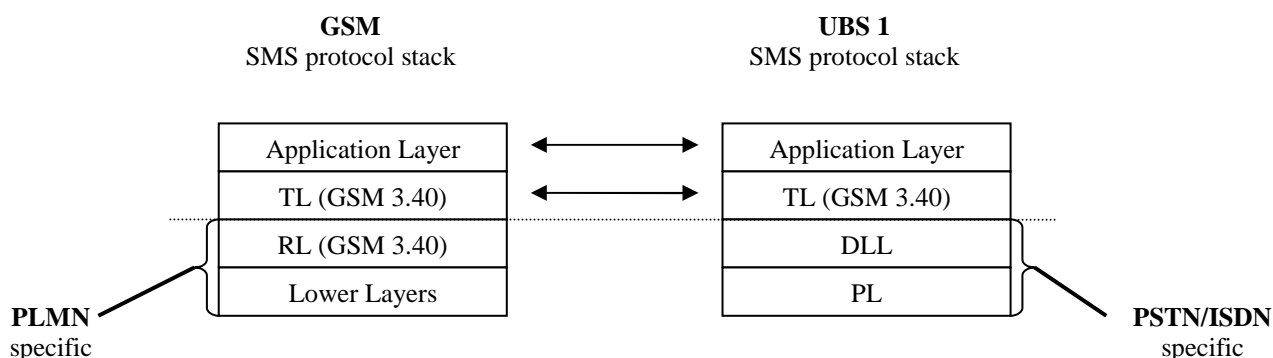 GSM
SMS protocol stack
UBS 1
SMS protocol stack
Application Layer
Application Layer
TL (GSM 3.40)
TL (GSM 3.40)
RL (GSM 3.40)
DLL
Lower Layers
PL
PLMN
specific
PSTN/ISDN
specific